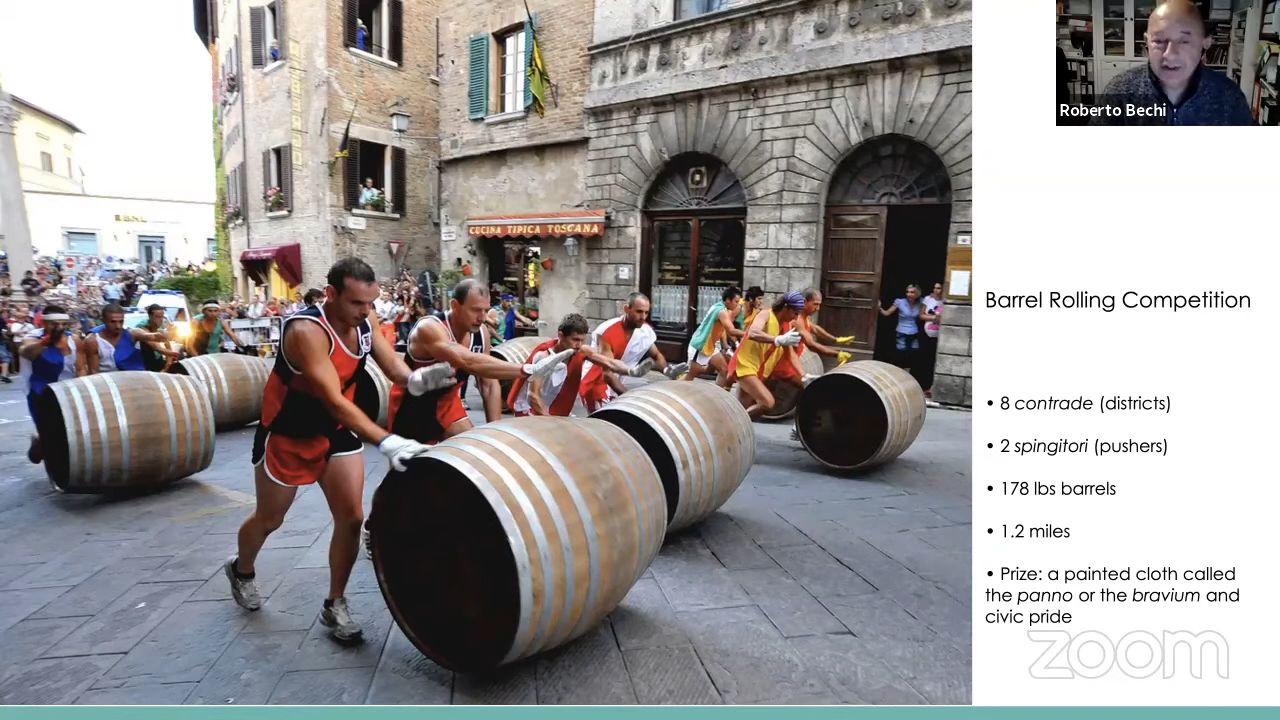 Roberto Bechi
BNL
CUCINA TIPICA TOSCANA
Barrel Rolling Competition
• 8 contrade (districts)
• 2 spingitori (pushers)
• 178 lbs barrels
• 1.2 miles
• Prize: a painted cloth called
the panno or the bravium and
civic pride
zoom